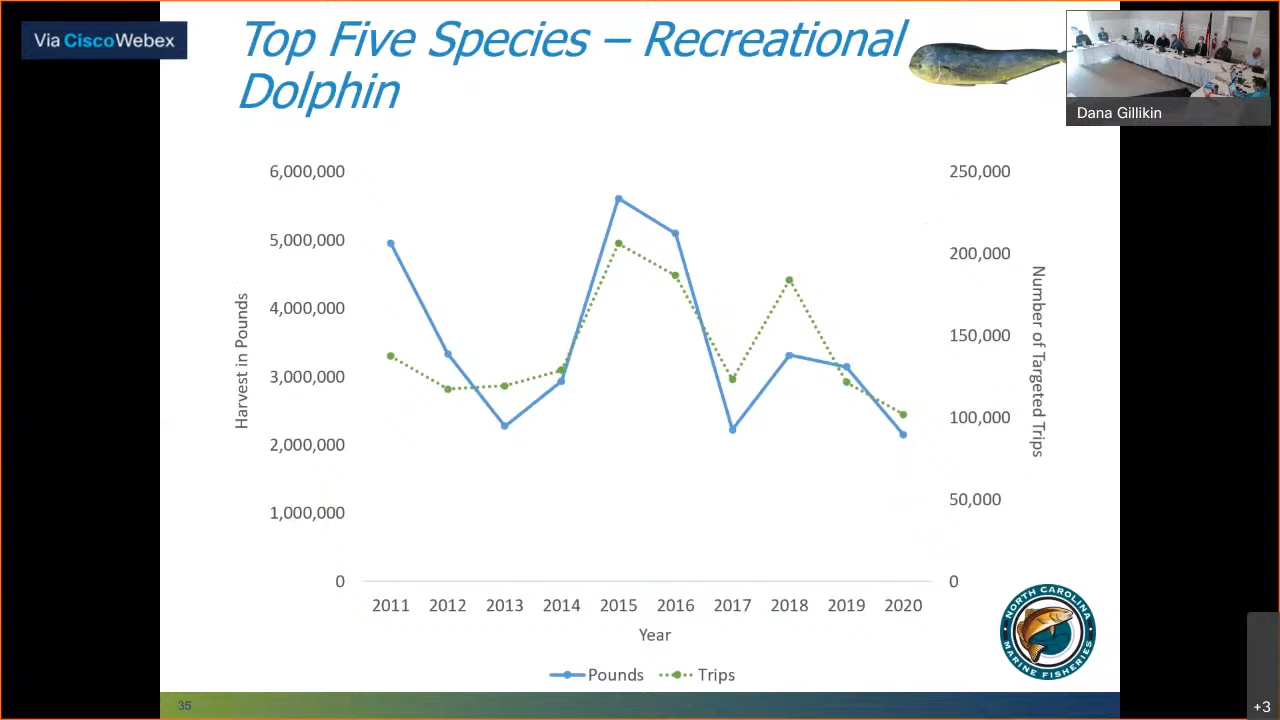 Via CiscoWebex
Top Five Species – Recreational
Dolphin
Dana Gillikin
6,000,000
5,000,000
4,000,000
3,000,000
2,000,000
1,000,000
0
Harvest in Pounds
250,000
200,000
150,000
100,000
50,000
0
Number of Targeted Trips
2011 2012 2013 2014 2015 2016 2017 2018 2019 2020
Year
Pounds Trips
NORTH CAROLINA
MARINE FISHERIES
35
+3